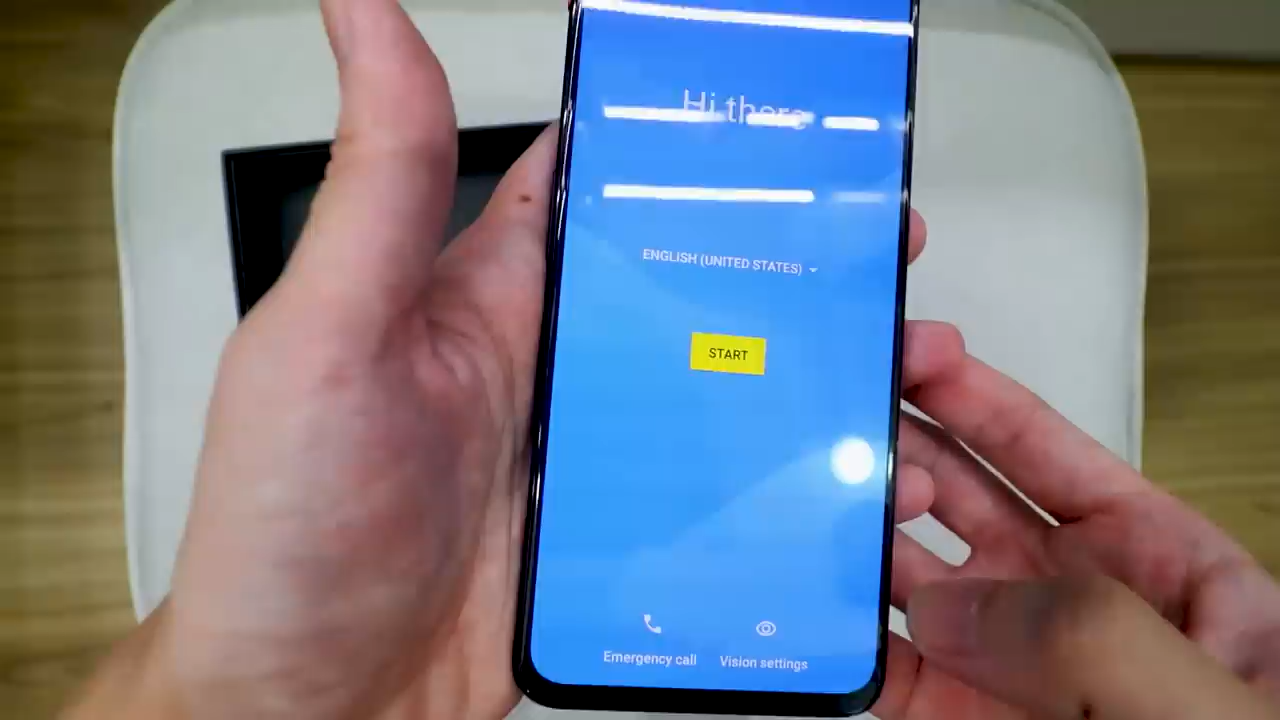 Hi there
ENGLISH (UNITED STATES)
START
Emergency call
Vision settings